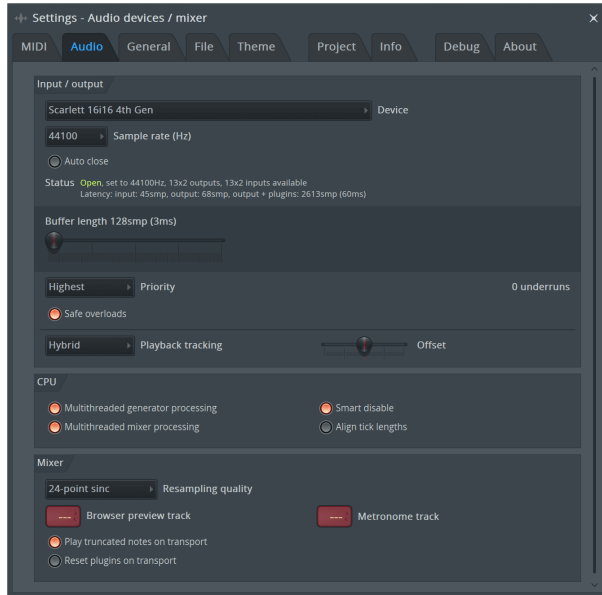 Settings - Audio devices / mixer
MIDI Audio General File Theme Project Info Debug About
Input / output
Scarlett 16i16 4th Gen Device
44100 Sample rate (Hz)
Auto close
Status Open, set to 44100Hz, 13x2 outputs, 13x2 inputs available
Latency: input: 45smp, output: 68smp, output + plugins: 2613smp (60ms)
Buffer length 128smp (3ms)
Highest Priority 0 underruns
Safe overloads
Hybrid Playback tracking Offset
CPU
Multithreaded generator processing Smart disable
Multithreaded mixer processing Align tick lengths
Mixer
24-point sinc Resampling quality
--- Browser preview track --- Metronome track
Play truncated notes on transport
Reset plugins on transport